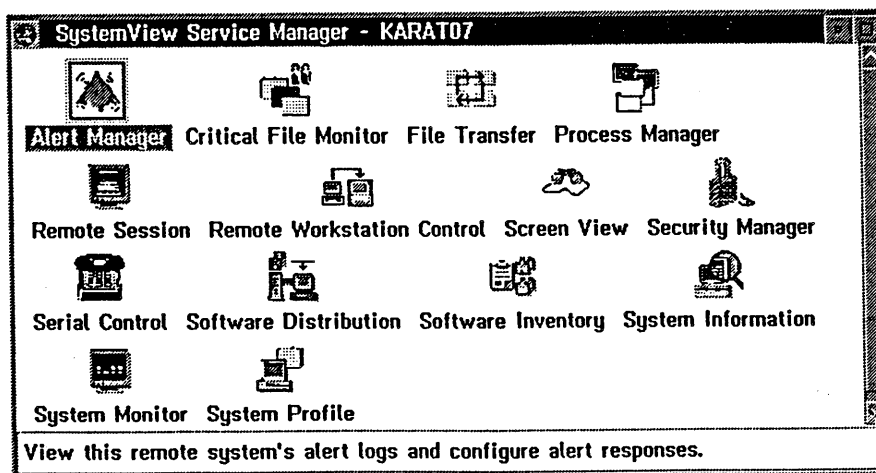 SystemView Service Manager - KARAT07
Alert Manager Critical File Monitor File Transfer Process Manager
Remote Session Remote Workstation Control Screen View Security Manager
Serial Control Software Distribution Software Inventory System Information
System Monitor System Profile
View this remote system's alert logs and configure alert responses.